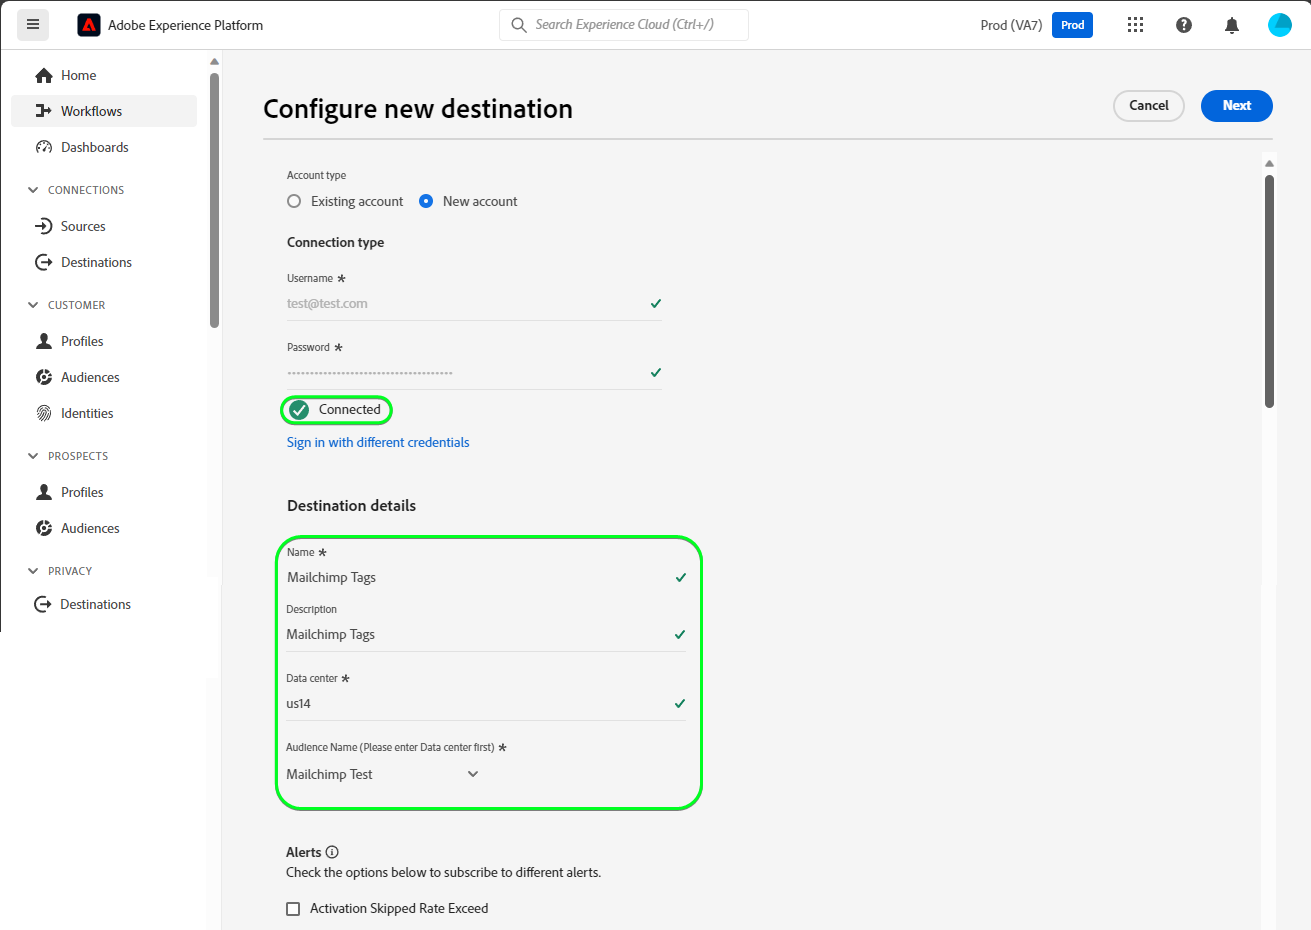 Adobe Experience Platform
Search Experience Cloud (Ctrl+/)
Prod (VA7)
Prod
Home
Workflows
Dashboards
CONNECTIONS
Sources
Destinations
CUSTOMER
Profiles
Audiences
Identities
PROSPECTS
Profiles
Audiences
PRIVACY
Destinations
Configure new destination
Cancel
Next
Account type
Existing account
New account
Connection type
Username *
test@test.com
Password *
Connected
Sign in with different credentials
Destination details
Name *
Mailchimp Tags
Description
Mailchimp Tags
Data center *
us14
Audience Name (Please enter Data center first) *
Mailchimp Test
Alerts
Check the options below to subscribe to different alerts.
Activation Skipped Rate Exceed